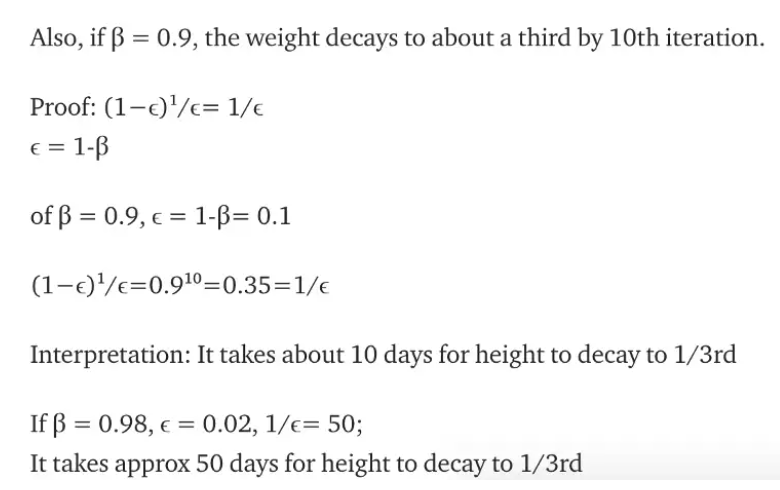 Also, if β = 0.9, the weight decays to about a third by 10th iteration.
Proof: (1−ϵ)¹/ϵ= 1/ϵ
ϵ = 1-β
of β = 0.9, ϵ = 1-β= 0.1
(1−ϵ)¹/ϵ=0.9¹⁰=0.35=1/ϵ
Interpretation: It takes about 10 days for height to decay to 1/3rd
If β = 0.98, ϵ = 0.02, 1/ϵ= 50;
It takes approx 50 days for height to decay to 1/3rd